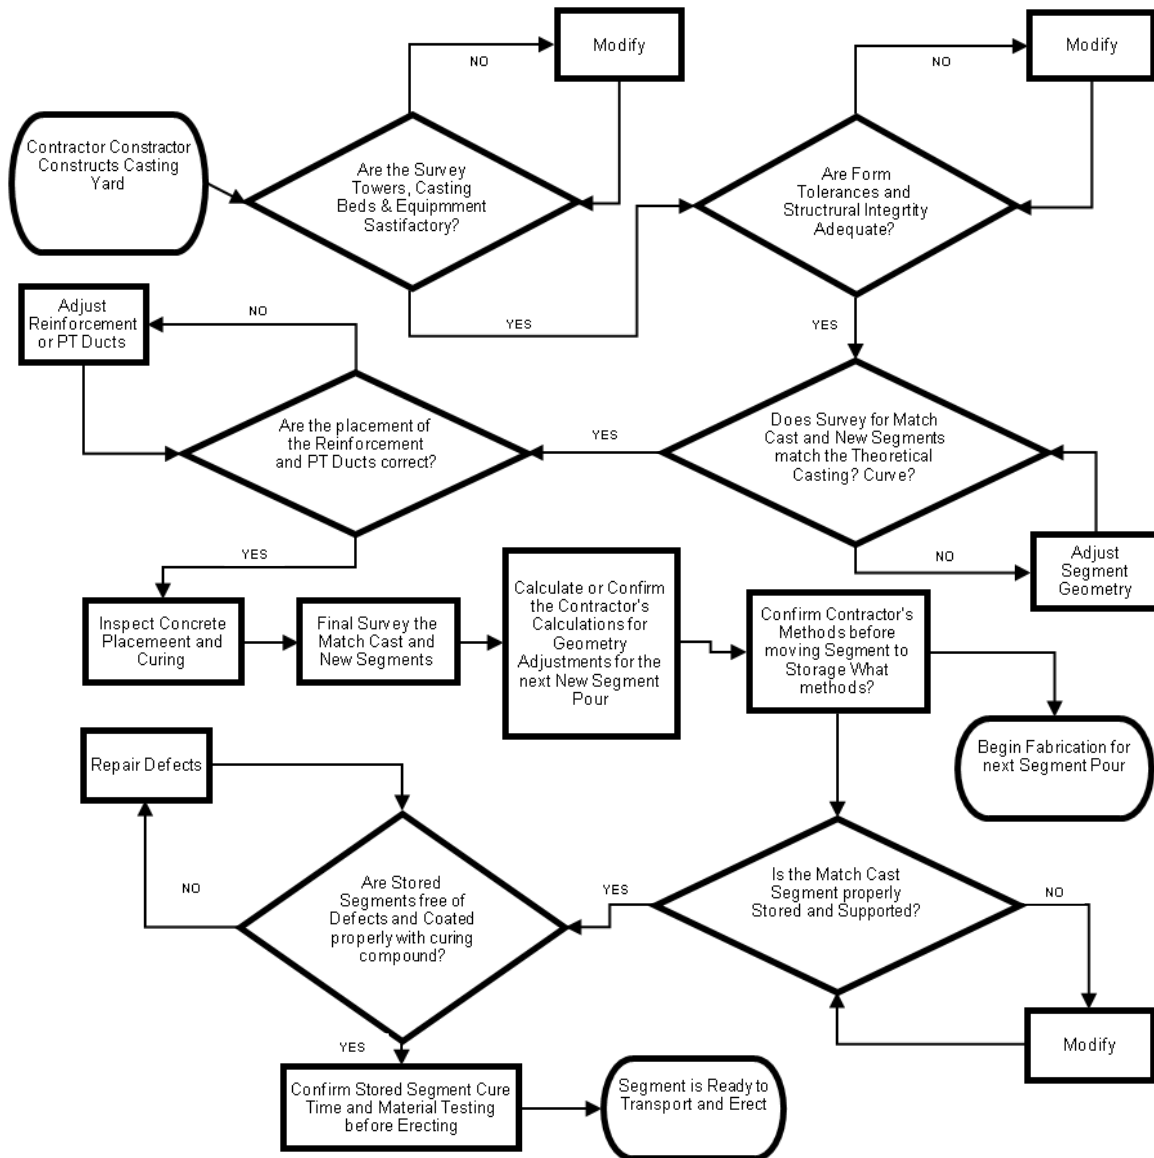 Modify
NO
Modify
NO
Contractor Constractor
Constructs Casting
Yard
Are the Survey
Towers, Casting
Beds & Equipmment
Sastifactory?
Are Form
Tolerances and
Structrural Integrtity
Adequate?
YES
YES
Adjust
Reinforcement
or PT Ducts
NO
Are the placement of
the Reinforcement
and PT Ducts correct?
YES
Does Survey for Match
Cast and New Segments
match the Theoretical
Casting? Curve?
YES
NO
Adjust
Segment
Geometry
Inspect Concrete
Placemeent and
Curing
Final Survey the
Match Cast and
New Segments
Calculate or Confirm
the Contractor's
Calculations for
Geometry
Adjustments for the
next New Segment
Pour
Confirm Contractor's
Methods before
moving Segment to
Storage What
methods?
Begin Fabrication for
next Segment Pour
Repair Defects
NO
Are Stored
Segments free of
Defects and Coated
properly with curing
compound?
YES
Is the Match Cast
Segment properly
Stored and Supported?
NO
Modify
YES
Confirm Stored Segment Cure
Time and Material Testing
before Erecting
Segment is Ready to
Transport and Erect